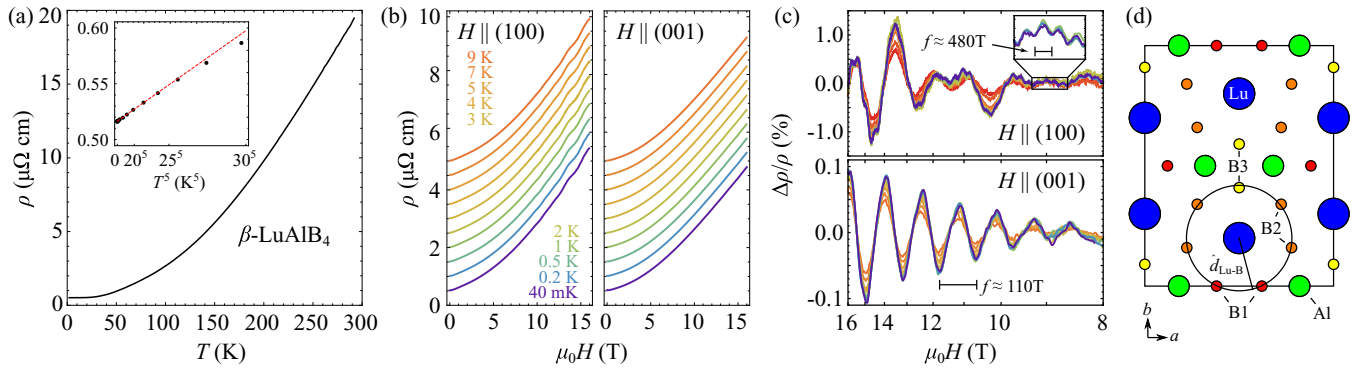 (a)
20
15
10
5
0
ρ (μΩ cm)
0.60
0.55
0.50
0 20⁵ 25⁵ 30⁵
T⁵ (K⁵)
β-LuAlB₄
0 50 100 150 200 250 300
T (K)
(b)
10
8
6
4
2
0
ρ (μΩ cm)
H || (100)
9 K
7 K
5 K
4 K
3 K
2 K
1 K
0.5 K
0.2 K
40 mK
H || (001)
0 5 10 15
0 5 10 15
μ₀H (T)
(c)
1.0
0.0
-1.0
f ≈ 480T
H || (100)
Δρ/ρ (%)
0.1
0.0
-0.1
H || (001)
f ≈ 110T
16 14 12 10 8
μ₀H (T)
(d)
Lu
B3
B2
d_Lu-B
B1
Al
b
a